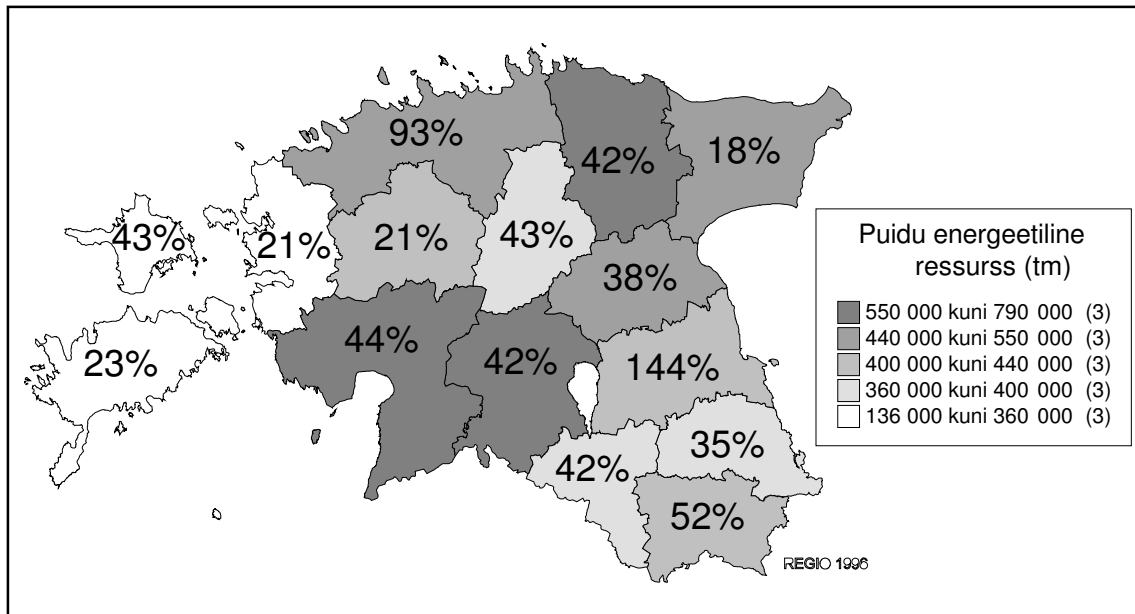 93%
42%
18%
43%
21%
21%
43%
38%
23%
44%
42%
144%
42%
35%
52%
Puidu energeetiline
ressurss (tm)
550 000 kuni 790 000 (3)
440 000 kuni 550 000 (3)
400 000 kuni 440 000 (3)
360 000 kuni 400 000 (3)
136 000 kuni 360 000 (3)
REGIO 1996